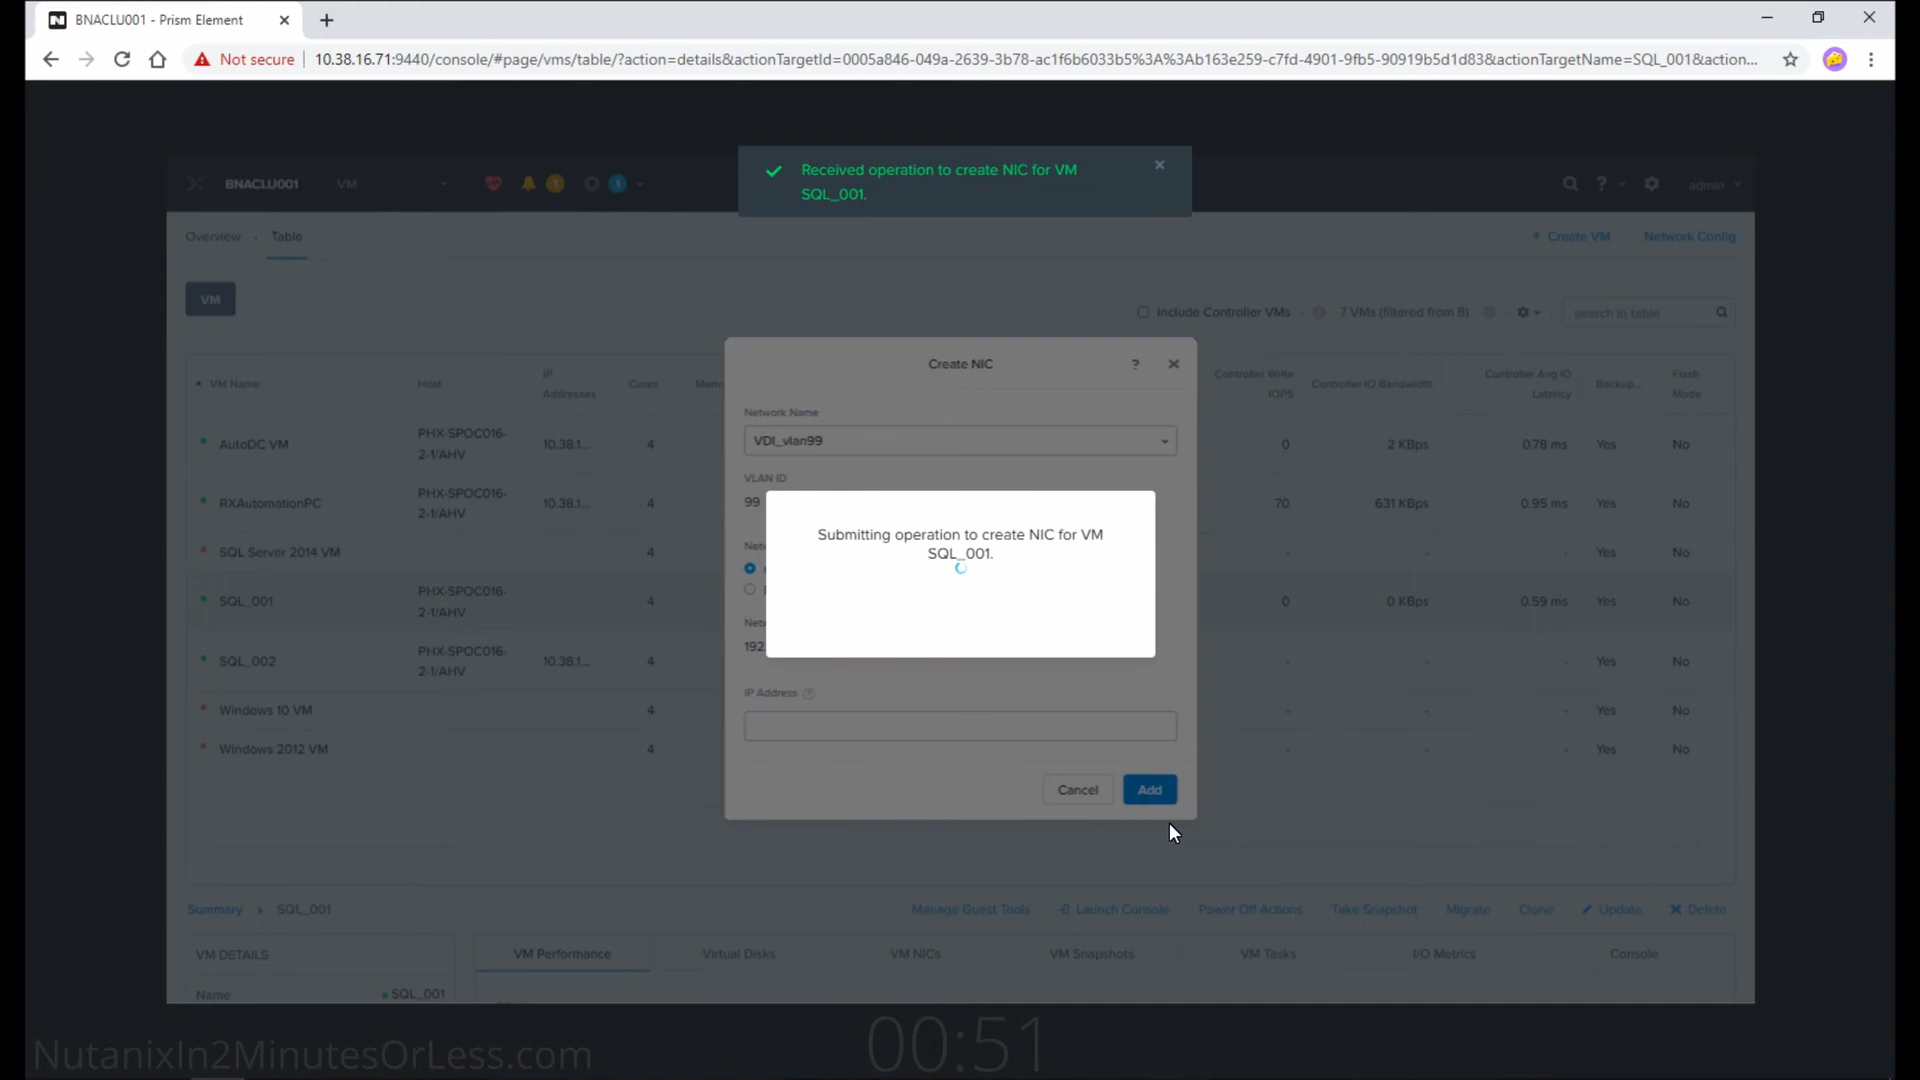 BNACLU001 - Prism Element
Not secure
10.38.16.71:9440/console/#page/vms/table/?action=details&actionTargetId=0005a846-049a-2639-3b78-ac1f6b6033b5%3A%3Ab163e259-c7fd-4901-9fb5-90919b5d1d83&actionTargetName=SQL_001&action...
Received operation to create NIC for VM
SQL_001.
BNACLU001
VM
1
1
?
admin
Overview
Table
+ Create VM
Network Config
VM
Include Controller VMs
7 VMs (filtered from 8)
search in table
VM Name
Host
IP
Addresses
Cores
Controller Write
IOPS
Controller IO Bandwidth
Controller Avg IO
Latency
Backup...
Flash
Mode
AutoDC VM
PHX-SPOC016-
2-1/AHV
10.38.1...
4
0
2 KBps
0.78 ms
Yes
No
RXAutomationPC
PHX-SPOC016-
2-1/AHV
10.38.1...
4
70
631 KBps
0.95 ms
Yes
No
SQL Server 2014 VM
4
-
-
-
Yes
No
SQL_001
PHX-SPOC016-
2-1/AHV
4
0
0 KBps
0.59 ms
Yes
No
SQL_002
PHX-SPOC016-
2-1/AHV
10.38.1...
4
-
-
-
Yes
No
Windows 10 VM
4
-
-
-
Yes
No
Windows 2012 VM
4
-
-
-
Yes
No
Create NIC
?
Network Name
VDI_vlan99
VLAN ID
99
Submitting operation to create NIC for VM
SQL_001.
192.
IP Address ?
Cancel
Add
Summary > SQL_001
Manage Guest Tools
Launch Console
Power Off Actions
Take Snapshot
Migrate
Clone
Update
Delete
VM DETAILS
Name
SQL_001
VM Performance
Virtual Disks
VM NICs
VM Snapshots
VM Tasks
I/O Metrics
Console
NutanixIn2MinutesOrLess.com
00:51